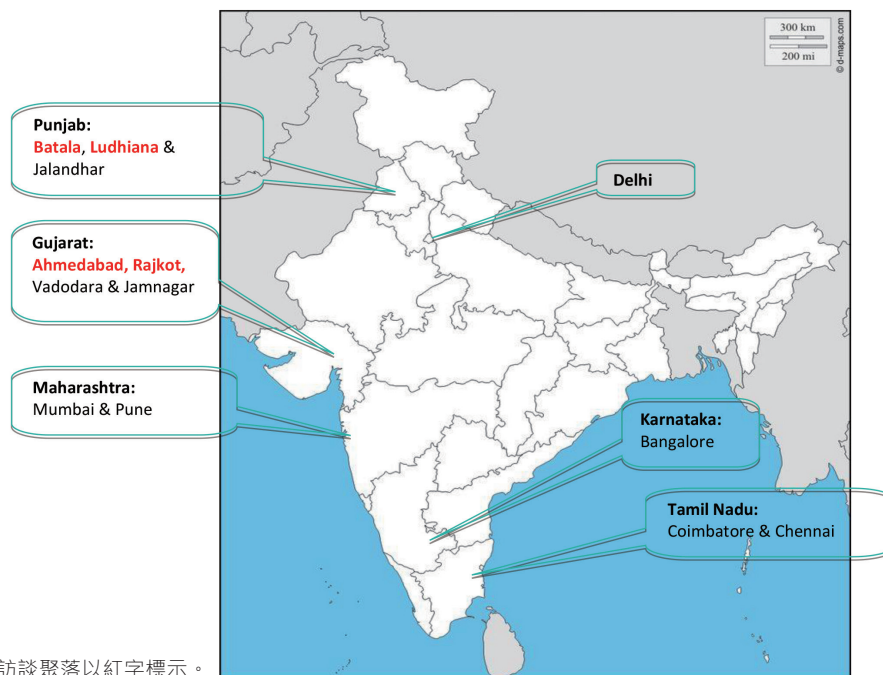 300 km
200 mi
© d-maps.com
Punjab:
Batala, Ludhiana &
Jalandhar
Delhi
Gujarat:
Ahmedabad, Rajkot,
Vadodara & Jamnagar
Maharashtra:
Mumbai & Pune
Karnataka:
Bangalore
Tamil Nadu:
Coimbatore & Chennai
訪談聚落以紅字標示。